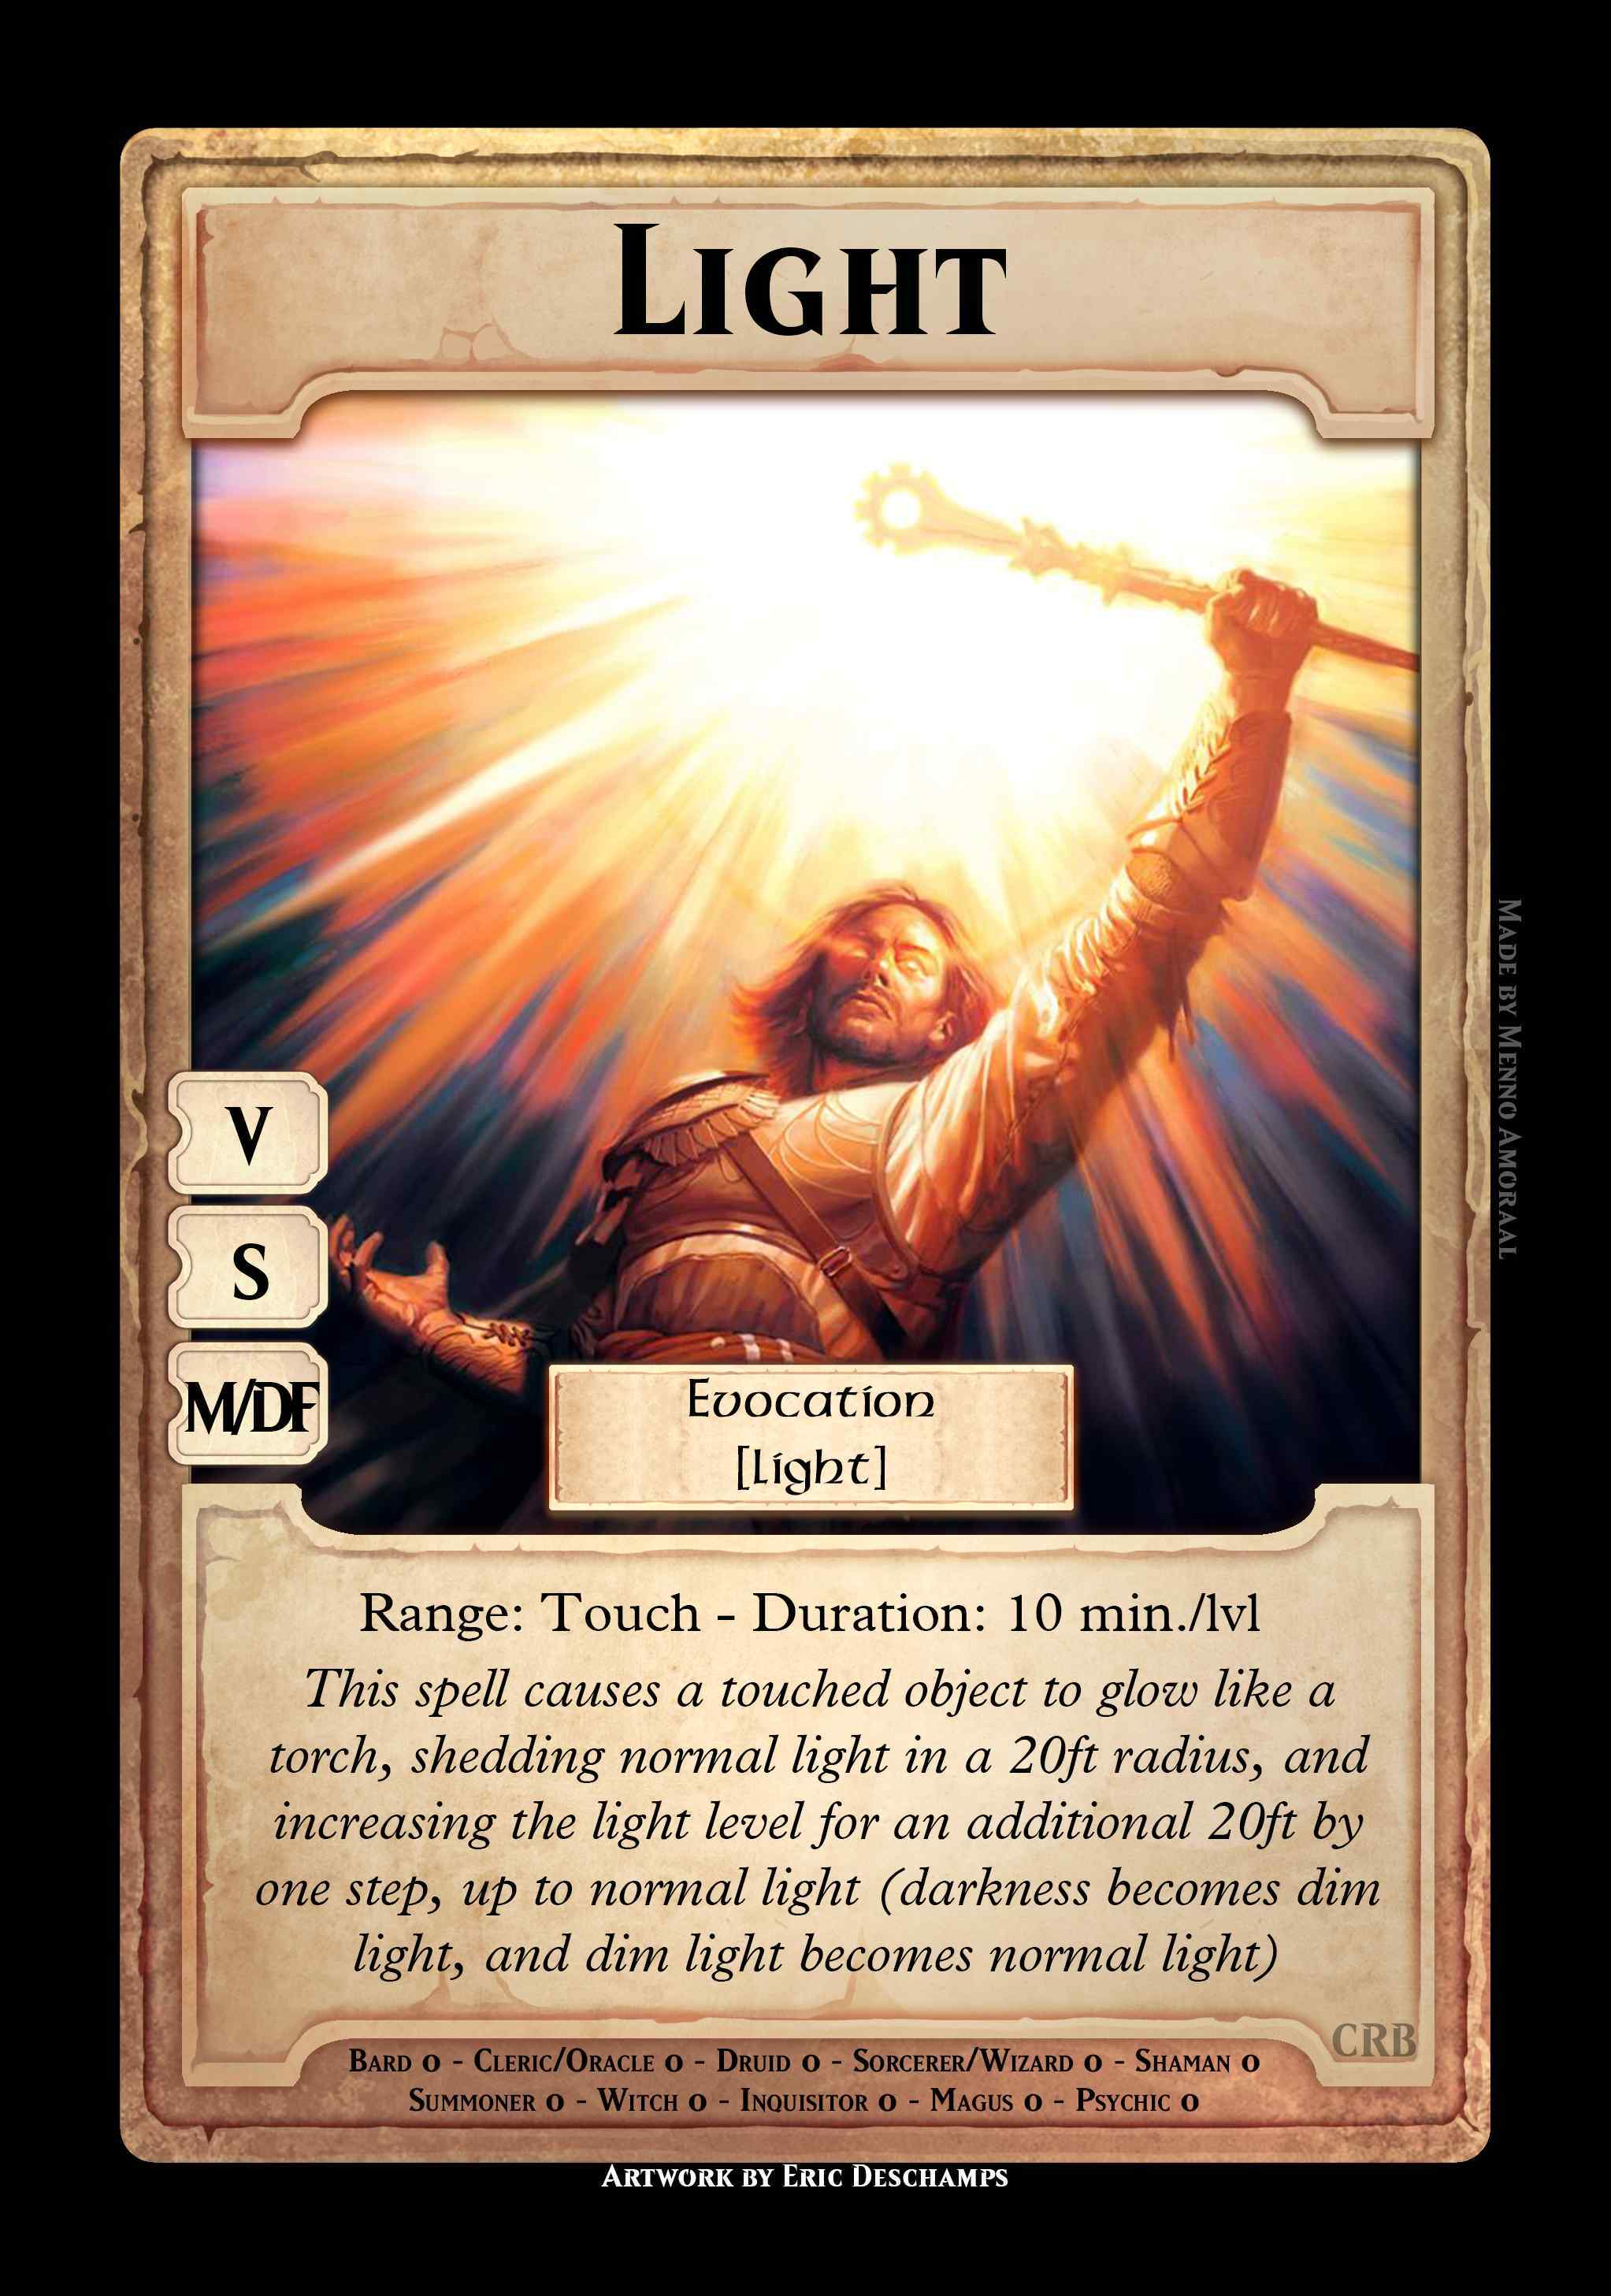 Light
V
S
M/DF
Evocation
[Light]
Range: Touch - Duration: 10 min./lvl
This spell causes a touched object to glow like a
torch, shedding normal light in a 20ft radius, and
increasing the light level for an additional 20ft by
one step, up to normal light (darkness becomes dim
light, and dim light becomes normal light)
CRB
Bard 0 - Cleric/Oracle 0 - Druid 0 - Sorcerer/Wizard 0 - Shaman 0
Summoner 0 - Witch 0 - Inquisitor 0 - Magus 0 - Psychic 0
Artwork by Eric Deschamps
Made by Menno Amoraal